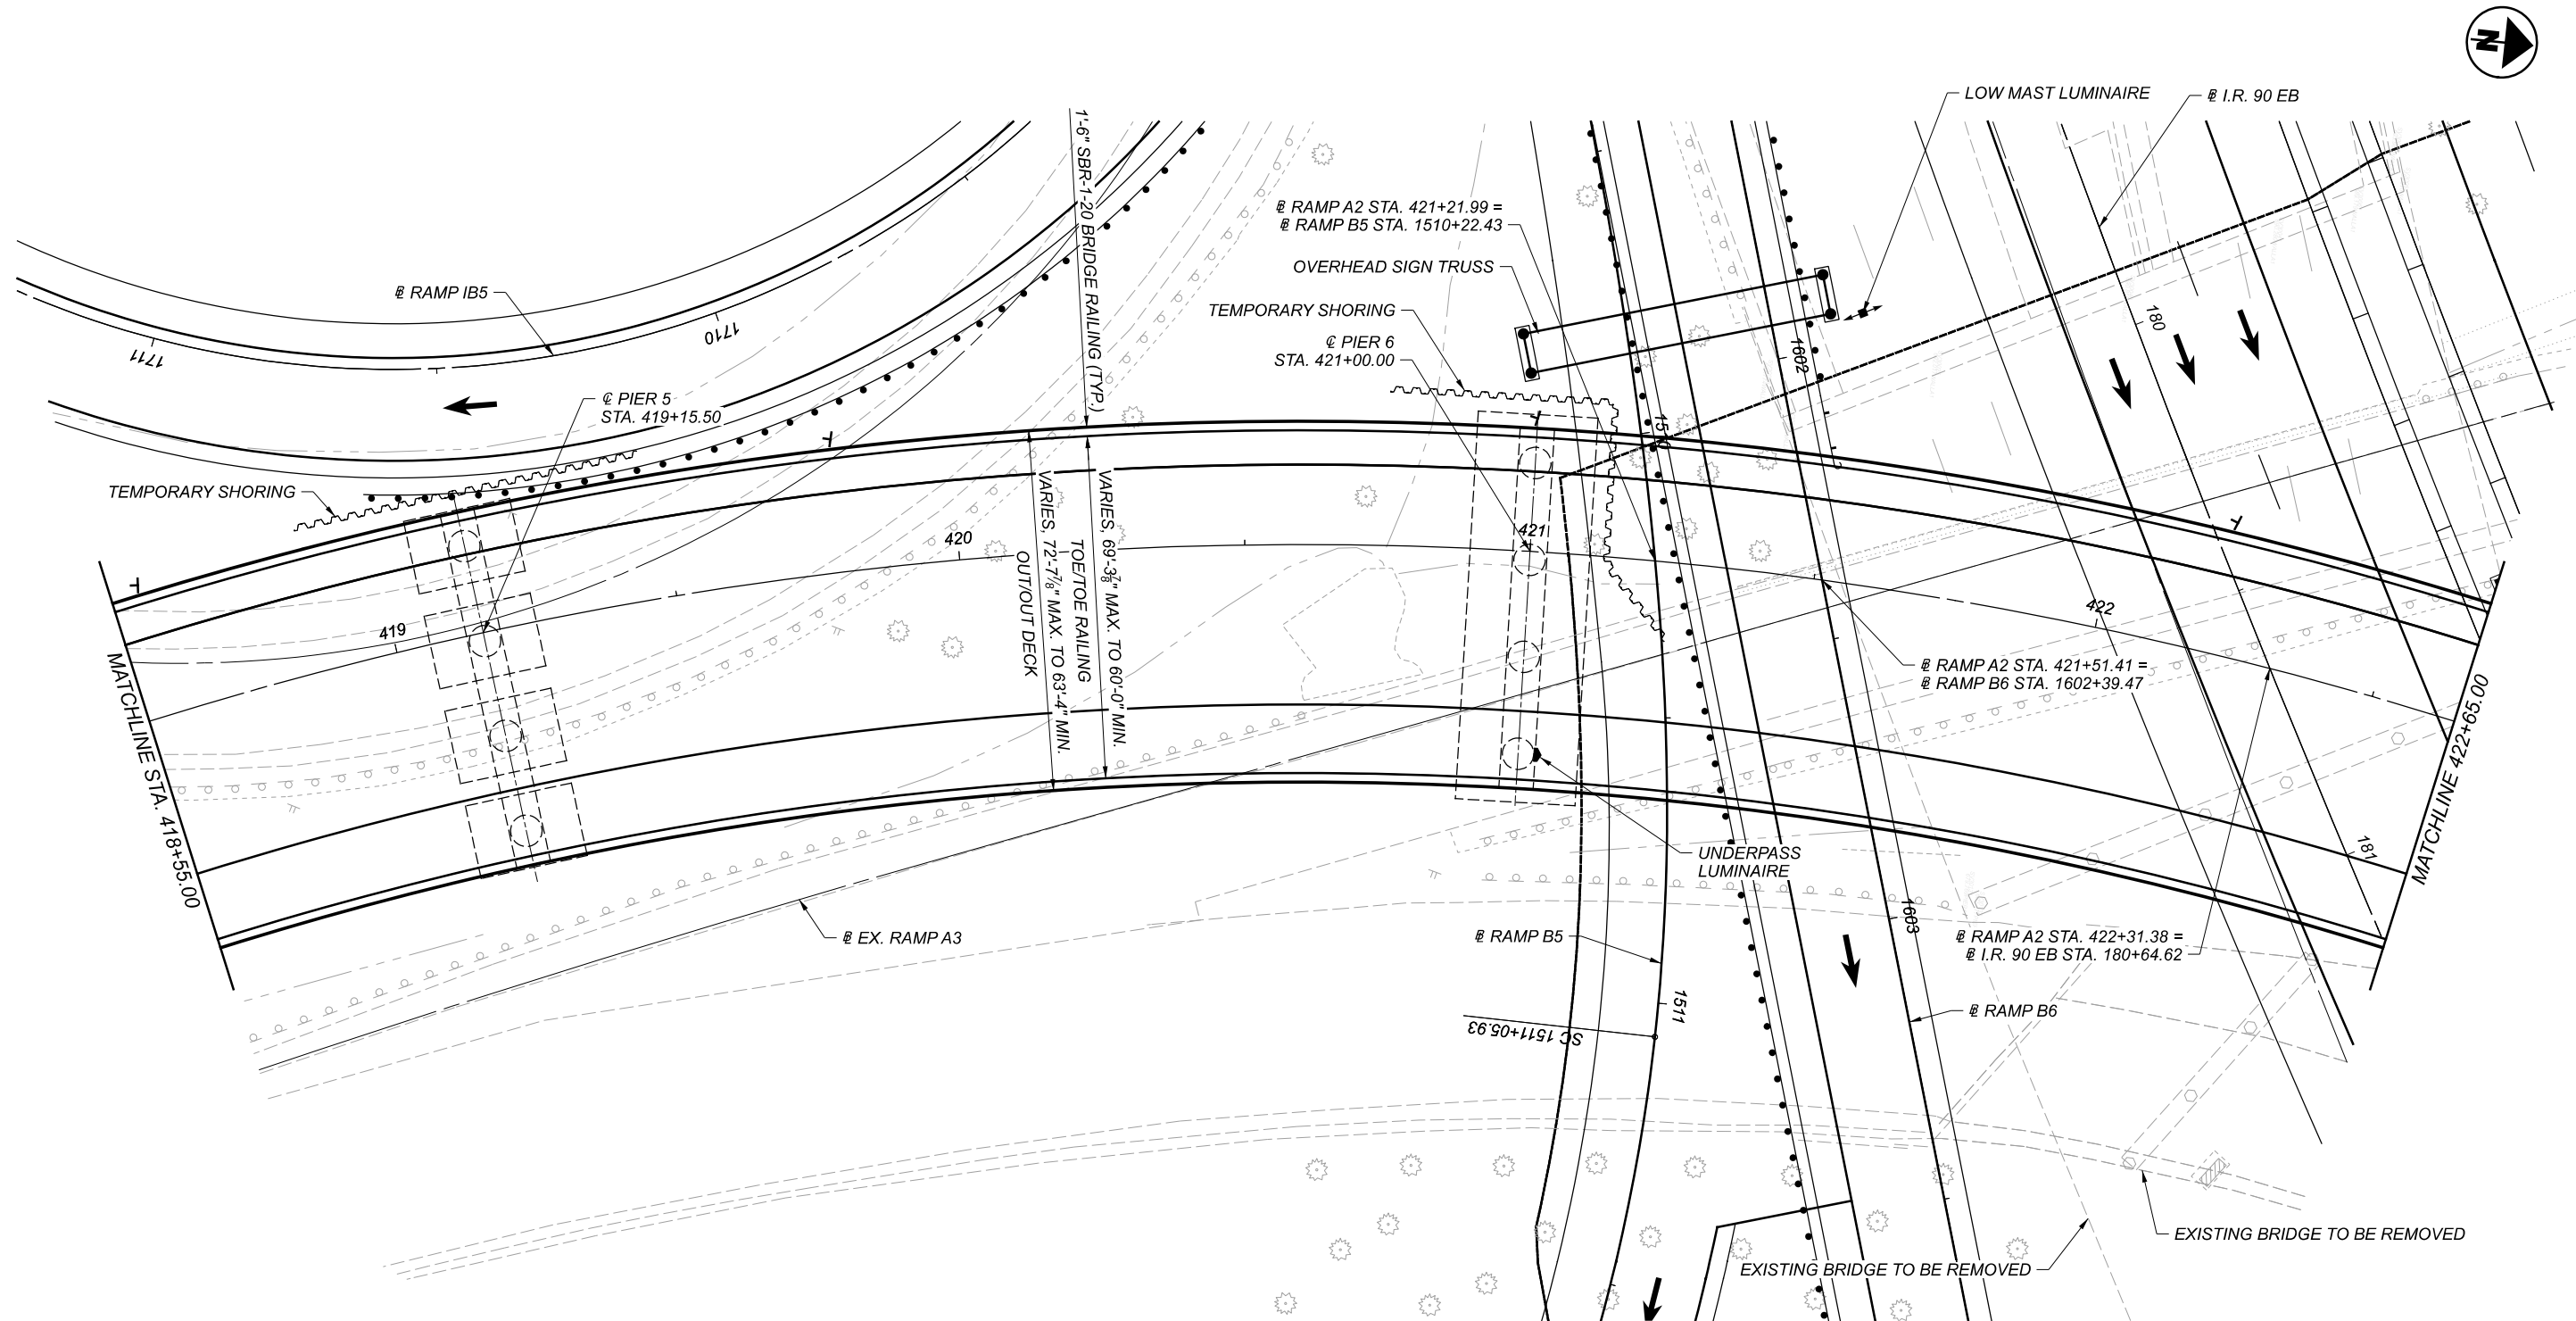 N
LOW MAST LUMINAIRE
℄ I.R. 90 EB
1'-6" SBR-1-20 BRIDGE RAILING (TYP.)
℄ RAMP A2 STA. 421+21.99 =
℄ RAMP B5 STA. 1510+22.43
OVERHEAD SIGN TRUSS
℄ RAMP IB5
TEMPORARY SHORING
℄ PIER 6
STA. 421+00.00
1711
1710
180
1602
℄ PIER 5
STA. 419+15.50
TEMPORARY SHORING
419
420
421
422
VARIES, 69'-3⅞" MAX. TO 60'-0" MIN.
TOE/TOE RAILING
VARIES, 72'-7⅞" MAX. TO 63'-4" MIN.
OUT/OUT DECK
℄ RAMP A2 STA. 421+51.41 =
℄ RAMP B6 STA. 1602+39.47
MATCHLINE STA. 418+55.00
MATCHLINE 422+65.00
181
UNDERPASS
LUMINAIRE
℄ EX. RAMP A3
℄ RAMP B5
1603
℄ RAMP A2 STA. 422+31.38 =
℄ I.R. 90 EB STA. 180+64.62
1511
SC 1511+05.93
℄ RAMP B6
EXISTING BRIDGE TO BE REMOVED
EXISTING BRIDGE TO BE REMOVED